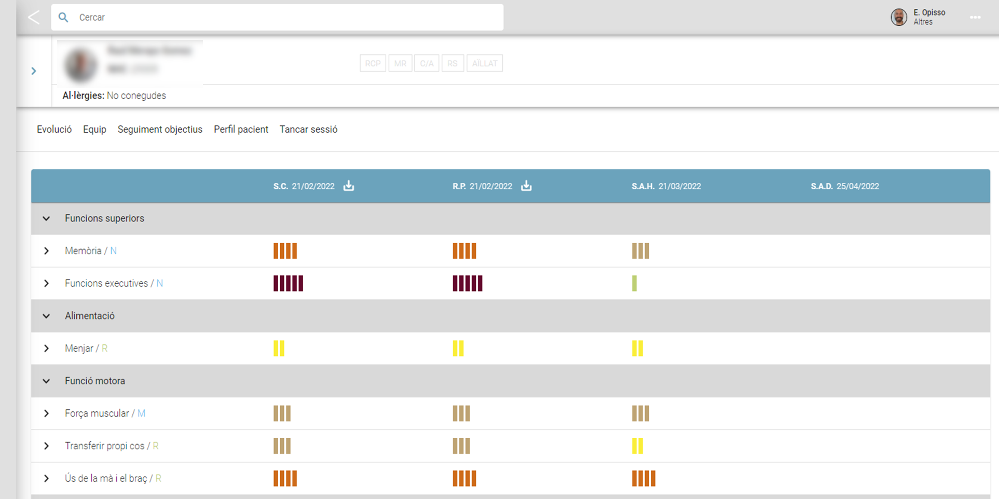 Cercar
E. Opisso
Altres
RCP MR C/A RS AÏLLAT
Al·lèrgies: No conegudes
Evolució Equip Seguiment objectius Perfil pacient Tancar sessió
S.C. 21/02/2022 R.P. 21/02/2022 S.A.H. 21/03/2022 S.A.D. 25/04/2022
Funcions superiors
Memòria / N
Funcions executives / N
Alimentació
Menjar / R
Funció motora
Força muscular / M
Transferir propi cos / R
Ús de la mà i el braç / R